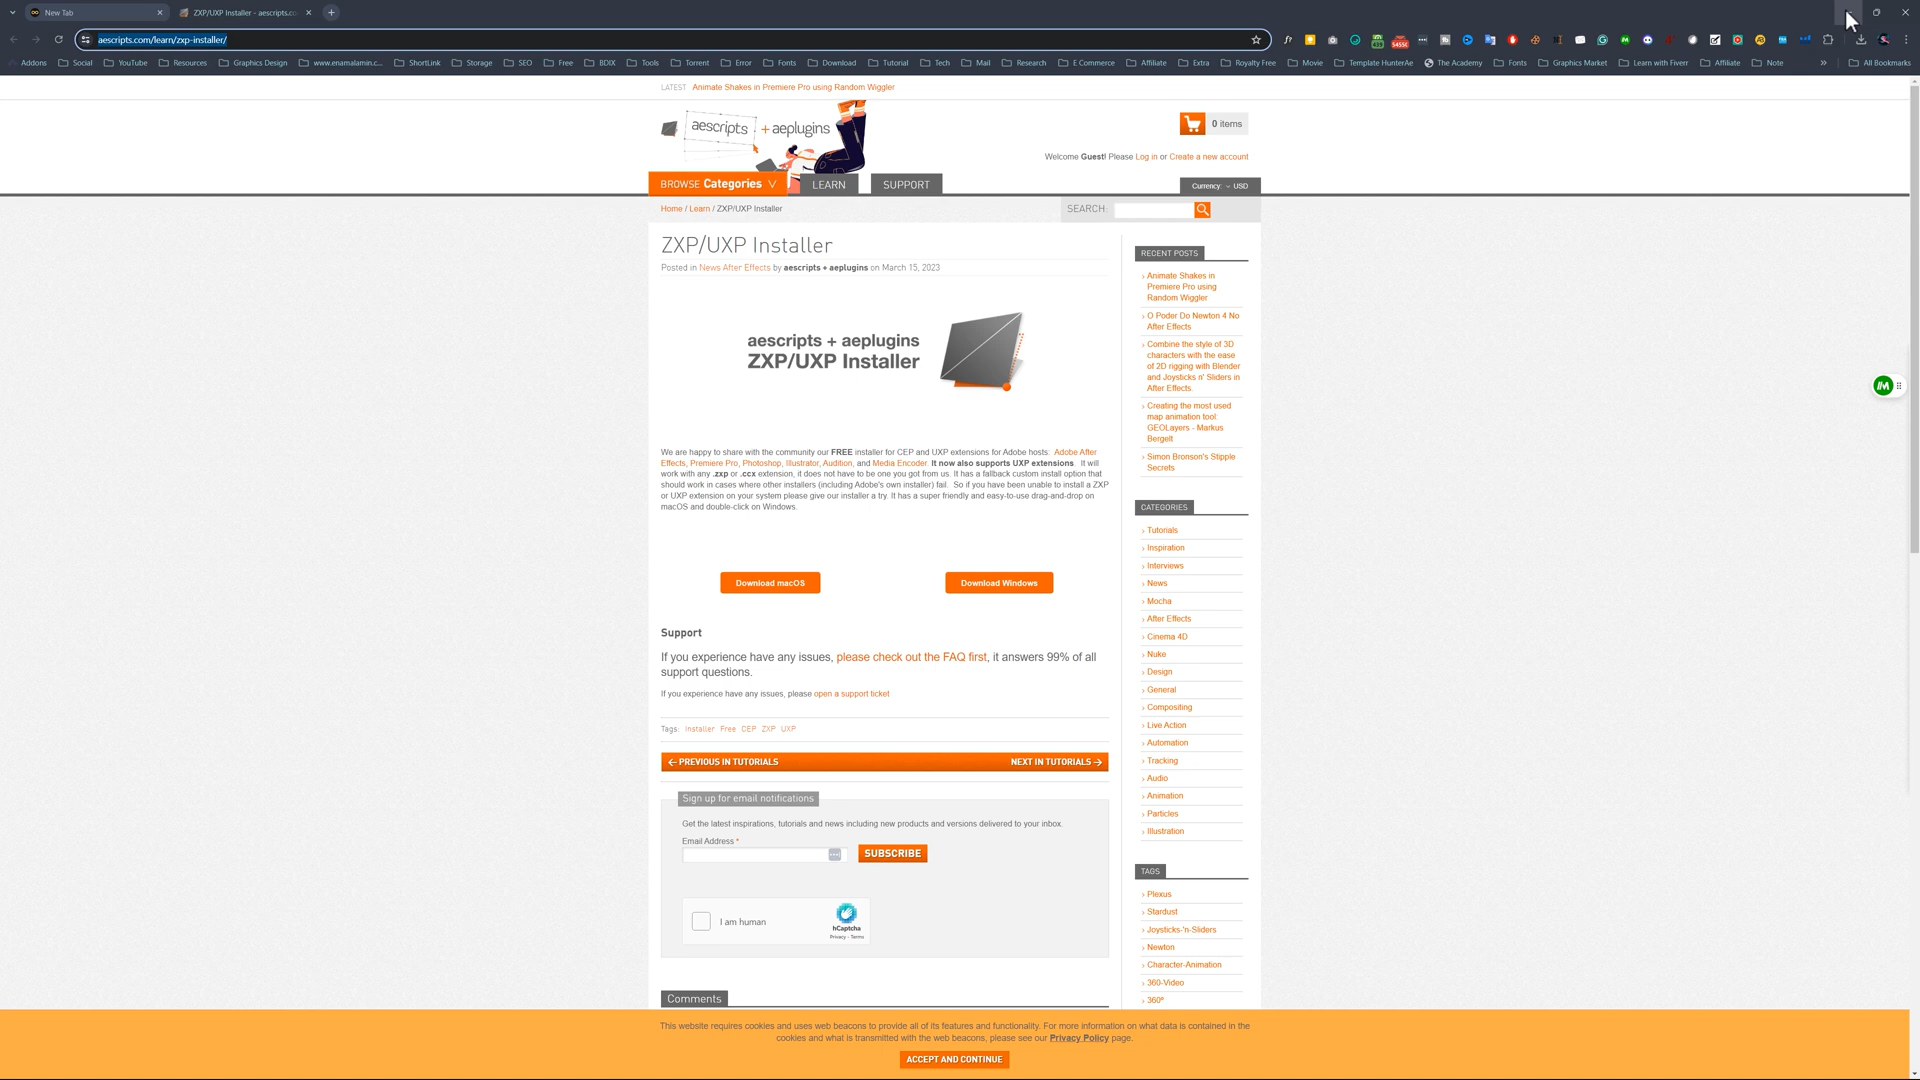 New Tab
ZXP/UXP Installer - aescripts.co
aescripts.com/learn/zxp-installer/
Addons Social YouTube Resources Graphics Design www.enamalamin.c... ShortLink Storage SEO Free BDIX Tools Torrent Error Fonts Download Tutorial Tech Mail Research E Commerce Affiliate Extra Royalty Free Movie Template HunterAe The Academy Fonts Graphics Market Learn with Fiverr Affiliate Note » All Bookmarks
LATEST Animate Shakes in Premiere Pro using Random Wiggler
aescripts + aeplugins
0 items
Welcome Guest! Please Log in or Create a new account
BROWSE Categories V LEARN SUPPORT
Currency: USD
Home / Learn / ZXP/UXP Installer
SEARCH:
ZXP/UXP Installer
Posted in News After Effects by aescripts + aeplugins on March 15, 2023
aescripts + aeplugins
ZXP/UXP Installer
We are happy to share with the community our FREE installer for CEP and UXP extensions for Adobe hosts: Adobe After
Effects, Premiere Pro, Photoshop, Illustrator, Audition, and Media Encoder. It now also supports UXP extensions. It will
work with any .zxp or .ccx extension, it does not have to be one you got from us. It has a fallback custom install option that
should work in cases where other installers (including Adobe's own installer) fail. So if you have been unable to install a ZXP
or UXP extension on your system please give our installer a try. It has a super friendly and easy-to-use drag-and-drop on
macOS and double-click on Windows.
Download macOS
Download Windows
Support
If you experience have any issues, please check out the FAQ first, it answers 99% of all
support questions.
If you experience have any issues, please open a support ticket
Tags: Installer Free CEP ZXP UXP
← PREVIOUS IN TUTORIALS
NEXT IN TUTORIALS →
Sign up for email notifications
Get the latest inspirations, tutorials and news including new products and versions delivered to your inbox.
Email Address *
SUBSCRIBE
I am human
hCaptcha
Privacy - Terms
Comments
RECENT POSTS
› Animate Shakes in
Premiere Pro using
Random Wiggler
› O Poder Do Newton 4 No
After Effects
› Combine the style of 3D
characters with the ease
of 2D rigging with Blender
and Joysticks n' Sliders in
After Effects.
› Creating the most used
map animation tool:
GEOLayers - Markus
Bergelt
› Simon Bronson's Stipple
Secrets
CATEGORIES
› Tutorials
› Inspiration
› Interviews
› News
› Mocha
› After Effects
› Cinema 4D
› Nuke
› Design
› General
› Compositing
› Live Action
› Automation
› Tracking
› Audio
› Animation
› Particles
› Illustration
TAGS
› Plexus
› Stardust
› Joysticks-'n-Sliders
› Newton
› Character-Animation
› 360-Video
› 360º
This website requires cookies and uses web beacons to provide all of its features and functionality. For more information on what data is contained in the
cookies and what is transmitted with the web beacons, please see our Privacy Policy page.
ACCEPT AND CONTINUE